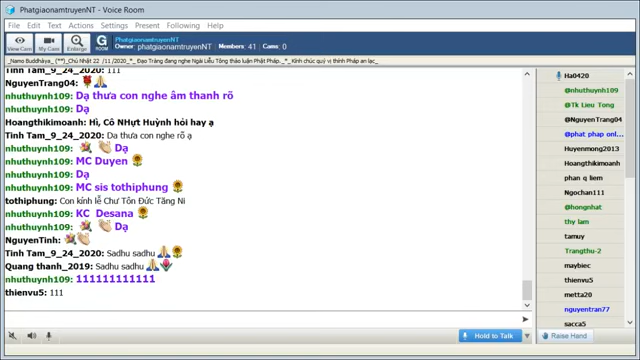 PhatgiaonamtruyenNT - Voice Room
File Edit Text Actions Settings Present Following Help
View Cam
My Cam
Enlarge
G ROOM
PhatgiaonamtruyenNT
Owner: phatgiaonamtruyenNT Members: 41 Cams: 0
_Namo Buddhàya._ (**)_Chủ Nhật 22 /11 /2020_*_ Đạo Tràng đang nghe Ngài Liễu Tông thảo luận Phật Pháp._*_Kính chúc quý vị thính Pháp an lạc_
Tinh Tam_9_24_2020: 111
NguyenTrang04:
nhuthuynh109: Dạ thưa con nghe âm thanh rõ
nhuthuynh109: Dạ
Hoangthikimoanh: Hì, Cô NHựt Huỳnh hỏi hay ạ
Tinh Tam_9_24_2020: Dạ thưa con nghe rõ ạ
nhuthuynh109: Dạ
nhuthuynh109: MC Duyen
nhuthuynh109: Dạ
nhuthuynh109: MC sis tothiphung
tothiphung: Con kính lễ Chư Tôn Đức Tăng Ni
nhuthuynh109: KC Desana
nhuthuynh109: Dạ
NguyenTinh:
Tinh Tam_9_24_2020: Sadhu sadhu
Quang thanh_2019: Sadhu sadhu
nhuthuynh109: 111111111111
thienvu5: 111
Hold to Talk
Ha0420
@nhuthuynh109
@Tk Lieu Tong
@NguyenTrang04
@phat phap onl...
Huyenmong2013
Hoangthikimoanh
phan q liem
Ngochan111
@hongnhat
thy lam
tamuy
Trangthu-2
maybiec
thienvu5
metta20
nguyentran77
sacca5
Raise Hand